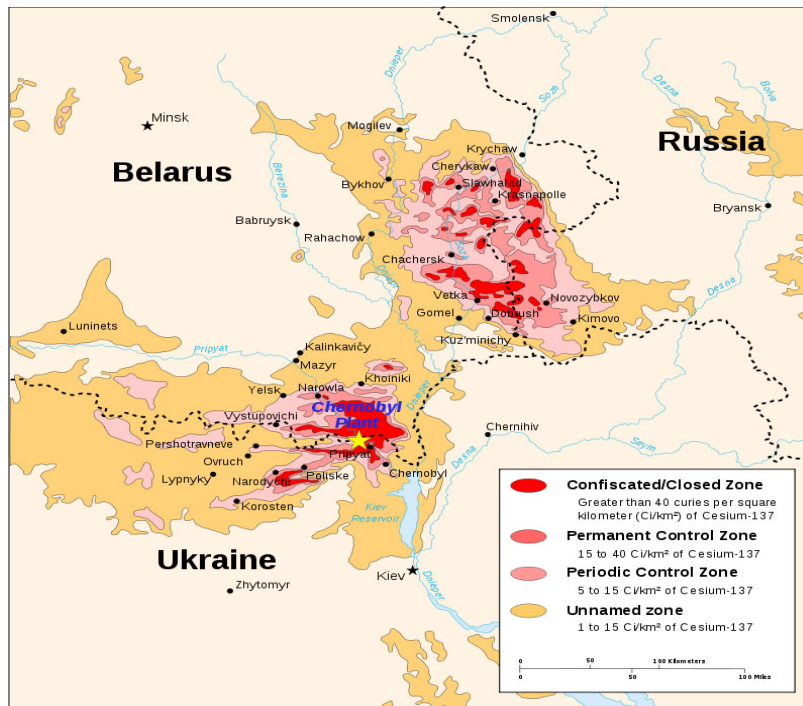 Smolensk
Dnieper
Sozh
Desna
Bolva
Minsk
Mogilev
Russia
Krychaw
Belarus
Cherykaw
Berezina
Bykhov
Slawharad
Krasnapolle
Bryansk
Babruysk
Rahachow
Chachersk
Desna
Vetka
Novozybkov
Luninets
Gomel
Dobrush
Kimovo
Kuz'minichy
Pripyat
Kalinkavičy
Mazyr
Khoiniki
Yelsk
Narowla
Dnieper
Chernobyl
Plant
Vystupovichi
Chernihiv
Pershotravneve
Pripyat
Desna
Seym
Ovruch
Chernobyl
Lypnyky
Narodychi
Poliske
Korosten
Kiev
Reservoir
Ukraine
Kiev
Zhytomyr
Dnieper
Confiscated/Closed Zone
Greater than 40 curies per square
kilometer (Ci/km²) of Cesium-137
Permanent Control Zone
15 to 40 Ci/km² of Cesium-137
Periodic Control Zone
5 to 15 Ci/km² of Cesium-137
Unnamed zone
1 to 15 Ci/km² of Cesium-137
0 50 100 Kilometers
0 50 100 Miles